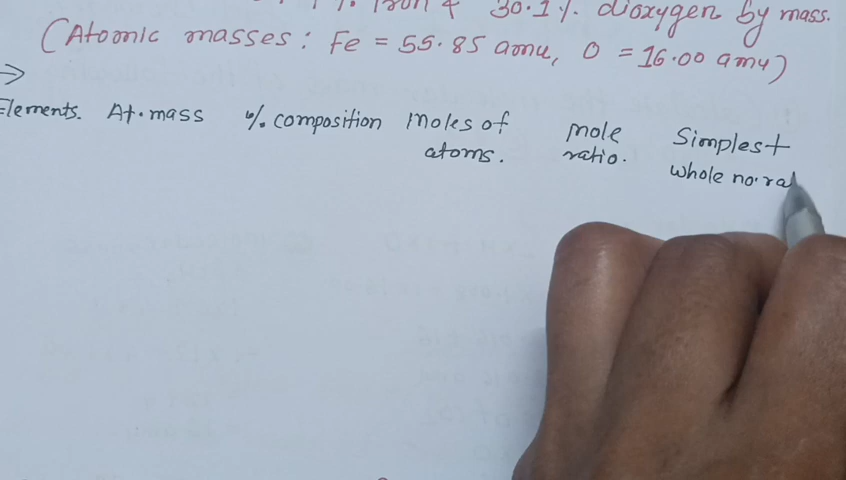 iron & 30.1%. dioxygen by mass.
(Atomic masses: Fe = 55.85 amu, O = 16.00 amu)
⇒
Elements. At.mass %.composition moles of atoms. mole ratio. Simplest whole no.ra